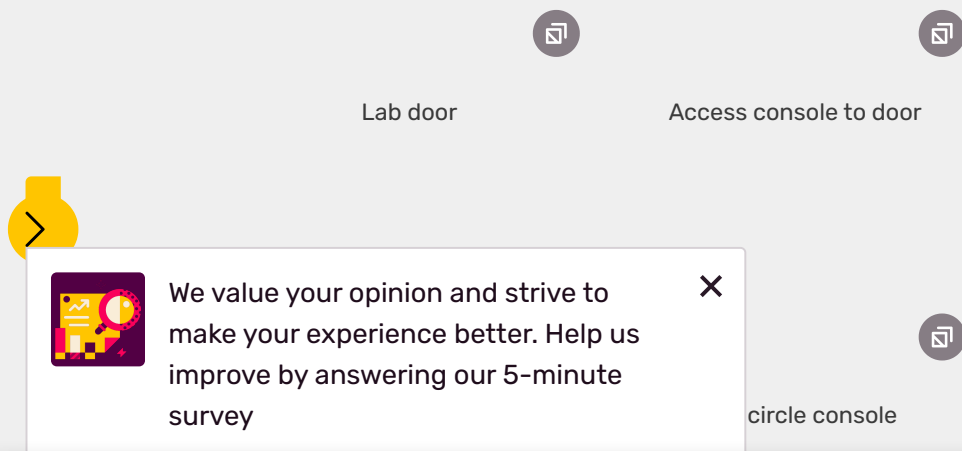 Lab door
Access console to door
We value your opinion and strive to
make your experience better. Help us
improve by answering our 5-minute
survey
circle console